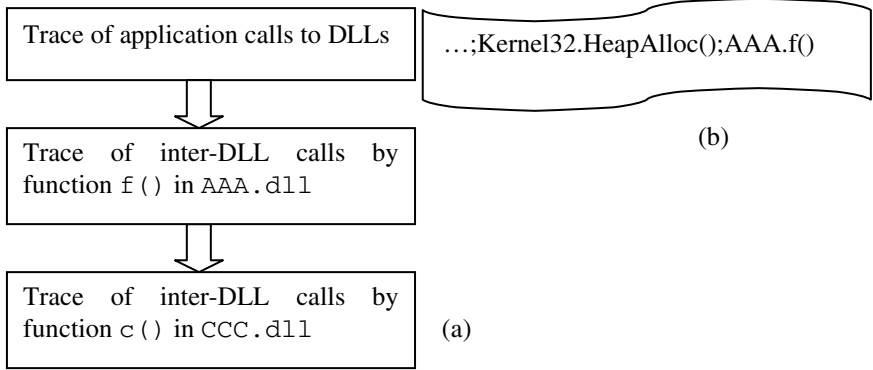 Trace of application calls to DLLs
…;Kernel32.HeapAlloc();AAA.f()
(b)
Trace of inter-DLL calls by
function f() in AAA.dll
Trace of inter-DLL calls by
function c() in CCC.dll
(a)